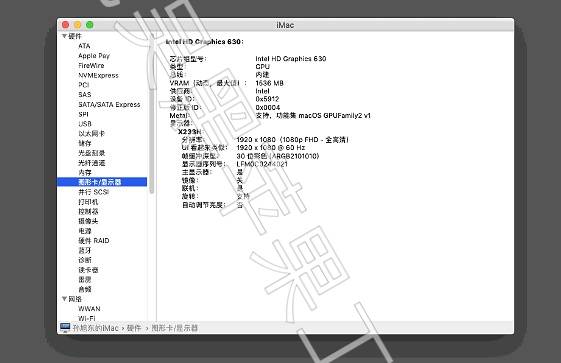 iMac
硬件
ATA
Apple Pay
FireWire
NVMExpress
PCI
SAS
SATA/SATA Express
SPI
USB
以太网卡
储存
光盘刻录
光纤通道
内存
图形卡/显示器
并行 SCSI
打印机
控制器
摄像头
电源
硬件 RAID
蓝牙
诊断
读卡器
雷雳
音频
网络
WWAN
Wi-Fi
Intel HD Graphics 630:
芯片组型号: Intel HD Graphics 630
类型: GPU
总线: 内建
VRAM（动态，最大值）: 1536 MB
供应商: Intel
设备 ID: 0x5912
修正版 ID: 0x0004
Metal: 支持，功能集 macOS GPUFamily2 v1
显示器:
X233H:
分辨率: 1920 x 1080（1080p FHD - 全高清）
UI 看起来类似: 1920 x 1080 @ 60 Hz
帧缓冲深度: 30 位彩色 (ARGB2101010)
显示器序列号:
主显示器: 是
镜像: 关
联机: 是
旋转: 支持
自动调节亮度: 否
孙旭东的iMac › 硬件 › 图形卡/显示器
黑苹果